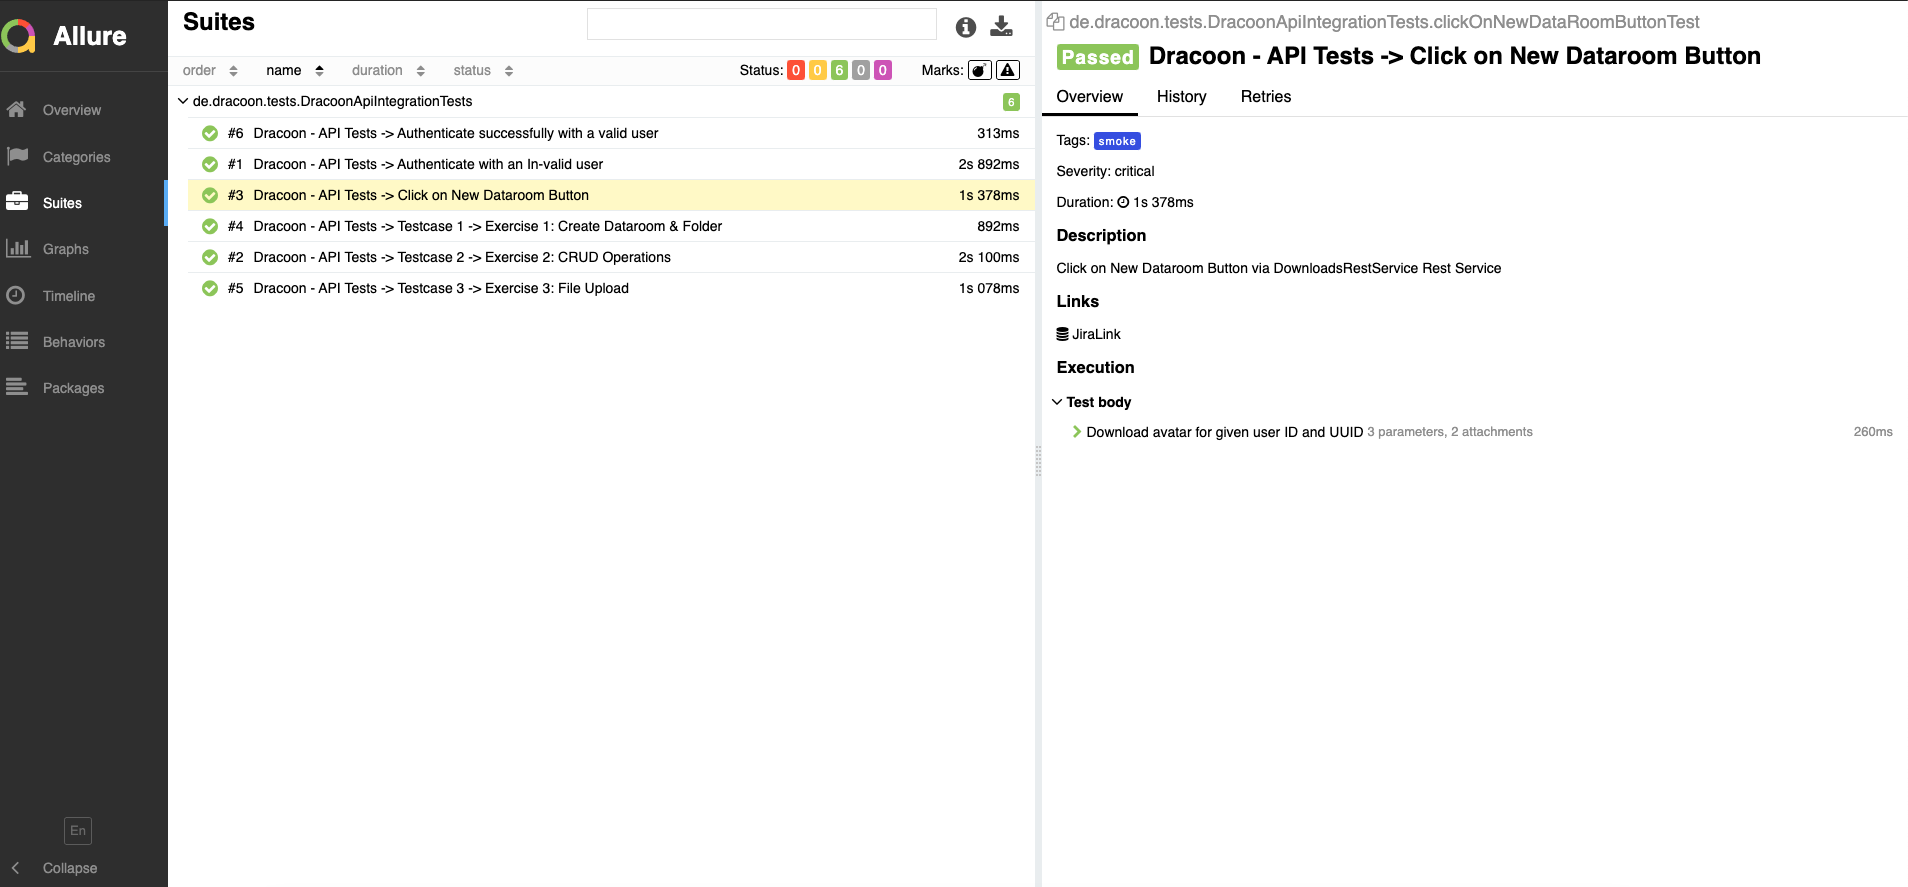 Allure
Overview
Categories
Suites
Graphs
Timeline
Behaviors
Packages
En
Collapse
Suites
order name duration status Status: 0 0 6 0 0 Marks:
de.dracoon.tests.DracoonApiIntegrationTests 6
#6 Dracoon - API Tests -> Authenticate successfully with a valid user 313ms
#1 Dracoon - API Tests -> Authenticate with an In-valid user 2s 892ms
#3 Dracoon - API Tests -> Click on New Dataroom Button 1s 378ms
#4 Dracoon - API Tests -> Testcase 1 -> Exercise 1: Create Dataroom & Folder 892ms
#2 Dracoon - API Tests -> Testcase 2 -> Exercise 2: CRUD Operations 2s 100ms
#5 Dracoon - API Tests -> Testcase 3 -> Exercise 3: File Upload 1s 078ms
de.dracoon.tests.DracoonApiIntegrationTests.clickOnNewDataRoomButtonTest
Passed Dracoon - API Tests -> Click on New Dataroom Button
Overview History Retries
Tags: smoke
Severity: critical
Duration: 1s 378ms
Description
Click on New Dataroom Button via DownloadsRestService Rest Service
Links
JiraLink
Execution
Test body
Download avatar for given user ID and UUID 3 parameters, 2 attachments 260ms